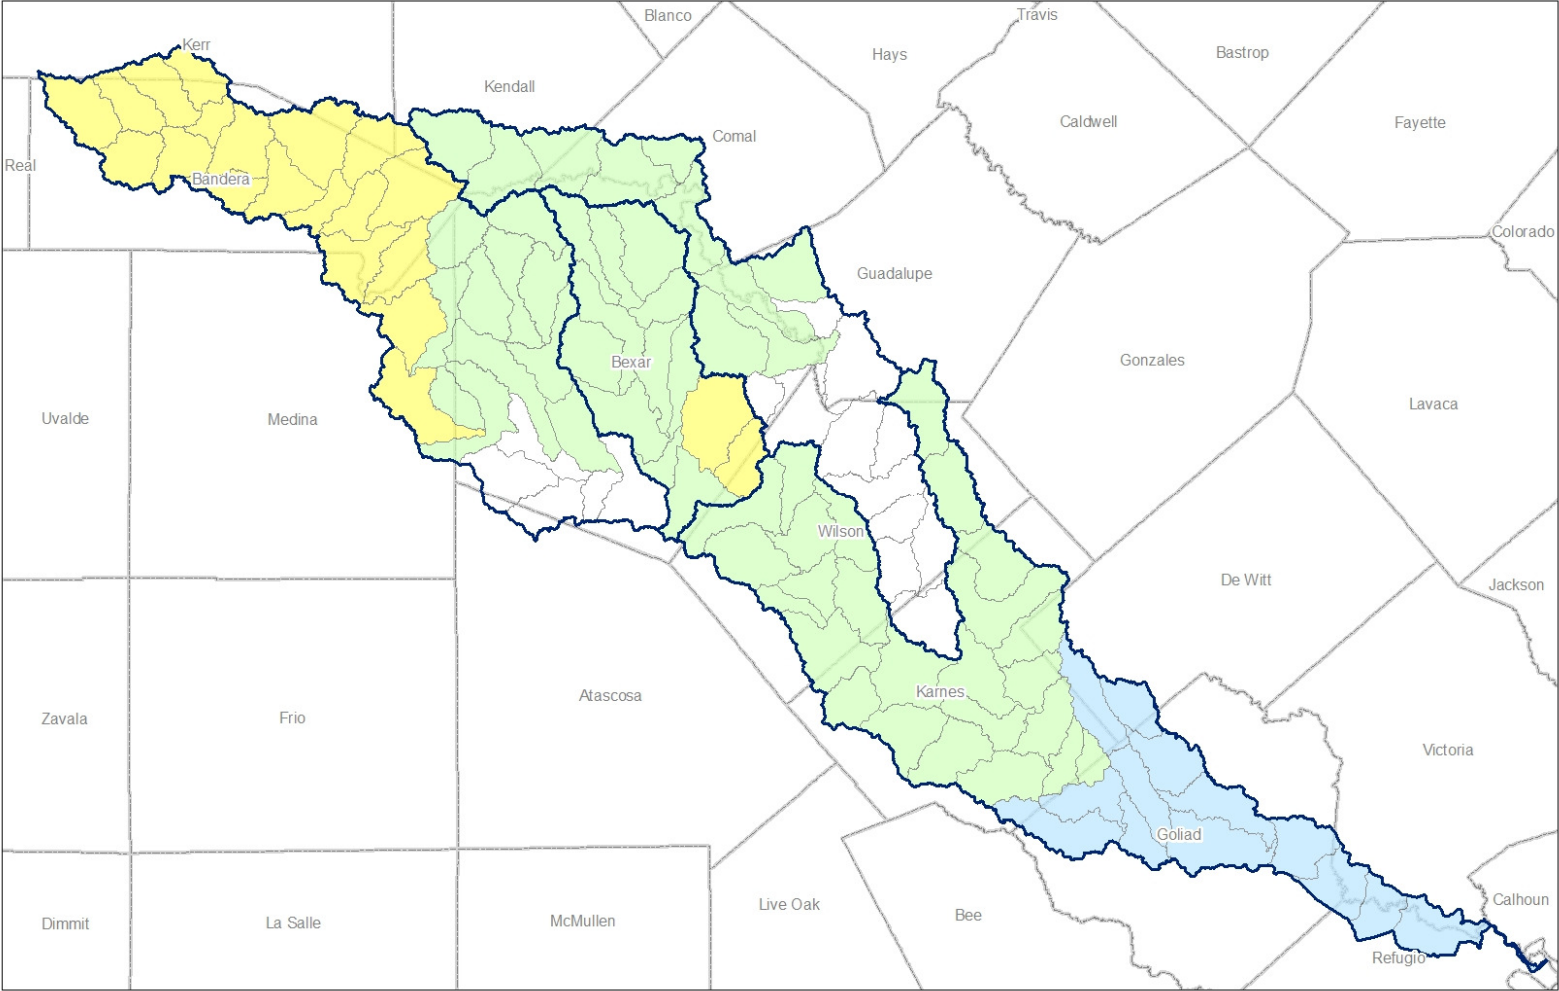 Blanco
Travis
Kerr
Hays
Bastrop
Kendall
Caldwell
Fayette
Comal
Real
Bandera
Colorado
Guadalupe
Bexar
Gonzales
Lavaca
Uvalde
Medina
Wilson
De Witt
Jackson
Karnes
Atascosa
Zavala
Frio
Victoria
Goliad
Calhoun
Live Oak
Bee
Dimmit
La Salle
McMullen
Refugio